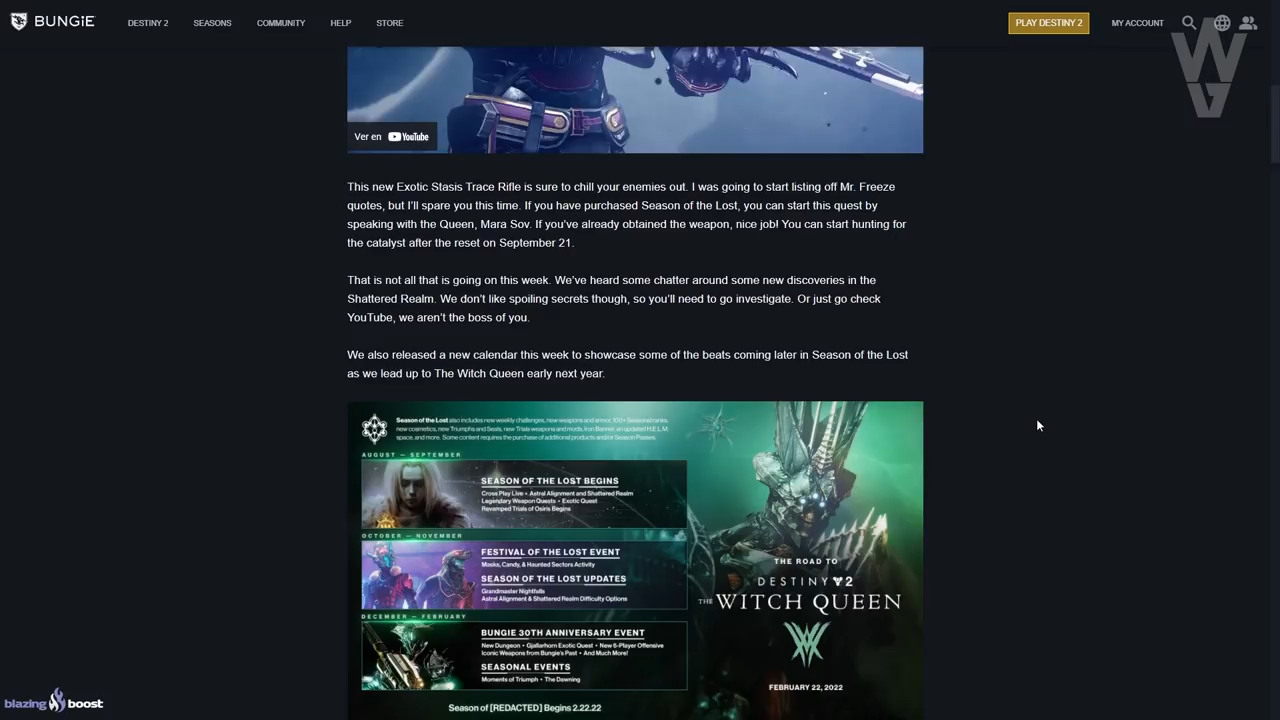 BUNGiE
DESTINY 2
SEASONS
COMMUNITY
HELP
STORE
PLAY DESTINY 2
MY ACCOUNT
Ver en YouTube
This new Exotic Stasis Trace Rifle is sure to chill your enemies out. I was going to start listing off Mr. Freeze
quotes, but I'll spare you this time. If you have purchased Season of the Lost, you can start this quest by
speaking with the Queen, Mara Sov. If you've already obtained the weapon, nice job! You can start hunting for
the catalyst after the reset on September 21.
That is not all that is going on this week. We've heard some chatter around some new discoveries in the
Shattered Realm. We don't like spoiling secrets though, so you'll need to go investigate. Or just go check
YouTube, we aren't the boss of you.
We also released a new calendar this week to showcase some of the beats coming later in Season of the Lost
as we lead up to The Witch Queen early next year.
Season of the Lost also includes new weekly challenges, new weapons and armor, 100+ Seasonal ranks,
new cosmetics, new Triumphs and Seals, new Trials weapons and mods, Iron Banner, an updated H.E.L.M.
space, and more. Some content requires the purchase of additional products and/or Season Passes.
AUGUST — SEPTEMBER
SEASON OF THE LOST BEGINS
Cross Play Live • Astral Alignment and Shattered Realm
Legendary Weapon Quests • Exotic Quest
Revamped Trials of Osiris Begins
OCTOBER — NOVEMBER
FESTIVAL OF THE LOST EVENT
Masks, Candy, & Haunted Sectors Activity
SEASON OF THE LOST UPDATES
Grandmaster Nightfalls
Astral Alignment & Shattered Realm Difficulty Options
DECEMBER — FEBRUARY
BUNGIE 30TH ANNIVERSARY EVENT
New Dungeon • Gjallarhorn Exotic Quest • New 6-Player Offensive
Iconic Weapons from Bungie's Past • And Much More!
SEASONAL EVENTS
Moments of Triumph • The Dawning
Season of [REDACTED] Begins 2.22.22
THE ROAD TO
DESTINY 2
THE WITCH QUEEN
FEBRUARY 22, 2022
blazing boost